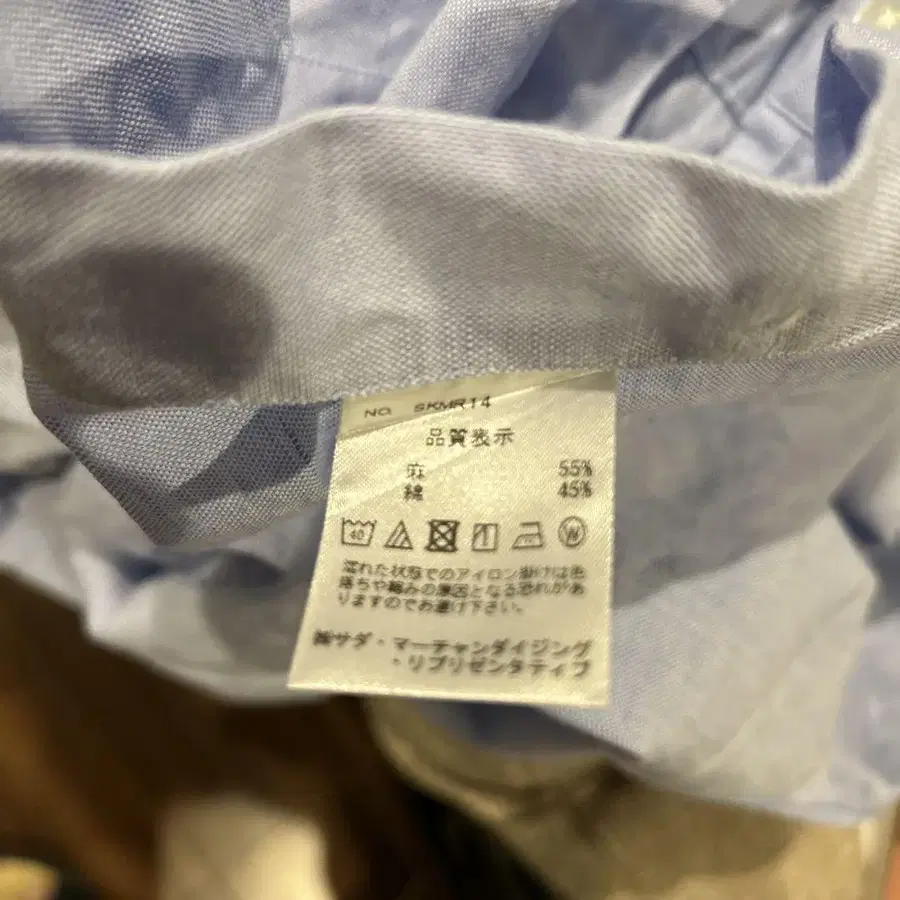 NO. SKMR14
品質表示
麻 55%
綿 45%
40
濡れた状態でのアイロン掛けは色
落ちや縮みの原因となる恐れがあ
りますのでお避け下さい。
㈱サダ・マーチャンダイジング
・リプリゼンタティブ